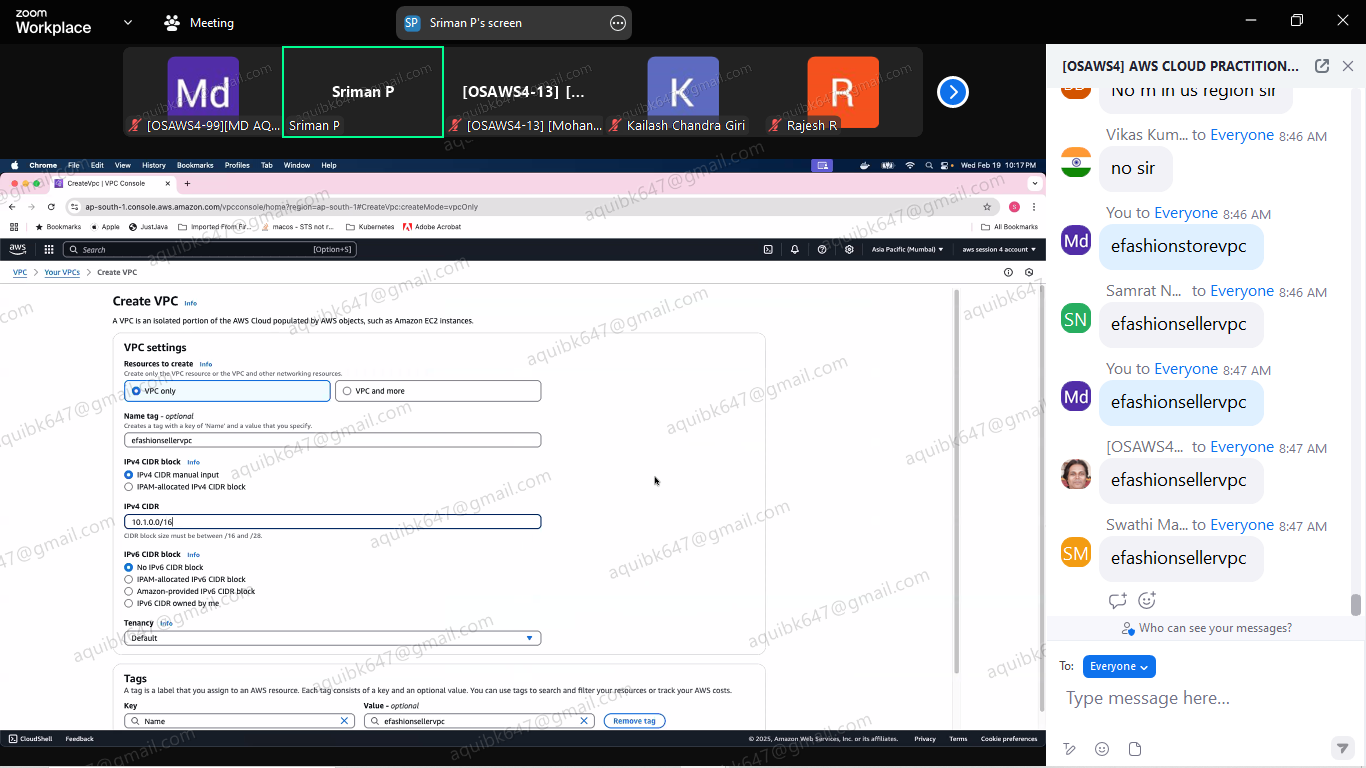 zoom
Workplace
Meeting
SP Sriman P's screen
Md
[OSAWS4-99][MD AQ...
Sriman P
Sriman P
[OSAWS4-13] [...
[OSAWS4-13] [Mohan...
K
Kailash Chandra Giri
R
Rajesh R
Chrome File Edit View History Bookmarks Profiles Tab Window Help
Wed Feb 19 10:17 PM
CreateVpc | VPC Console
ap-south-1.console.aws.amazon.com/vpcconsole/home?region=ap-south-1#CreateVpc:createMode=vpcOnly
S
Bookmarks Apple JustJava Imported From Fir... macos - STS not r... Kubernetes Adobe Acrobat All Bookmarks
aws Search [Option+S] Asia Pacific (Mumbai) aws session 4 account
VPC Your VPCs Create VPC
Create VPC Info
A VPC is an isolated portion of the AWS Cloud populated by AWS objects, such as Amazon EC2 instances.
VPC settings
Resources to create Info
Create only the VPC resource or the VPC and other networking resources.
VPC only VPC and more
Name tag - optional
Creates a tag with a key of 'Name' and a value that you specify.
efashionsellervpc
IPv4 CIDR block Info
IPv4 CIDR manual input
IPAM-allocated IPv4 CIDR block
IPv4 CIDR
10.1.0.0/16
CIDR block size must be between /16 and /28.
IPv6 CIDR block Info
No IPv6 CIDR block
IPAM-allocated IPv6 CIDR block
Amazon-provided IPv6 CIDR block
IPv6 CIDR owned by me
Tenancy Info
Default
Tags
A tag is a label that you assign to an AWS resource. Each tag consists of a key and an optional value. You can use tags to search and filter your resources or track your AWS costs.
Key Value - optional
Name efashionsellervpc Remove tag
CloudShell Feedback © 2025, Amazon Web Services, Inc. or its affiliates. Privacy Terms Cookie preferences
aquibk647@gmail.com
[OSAWS4] AWS CLOUD PRACTITION...
No m in us region sir
Vikas Kum... to Everyone 8:46 AM
no sir
You to Everyone 8:46 AM
Md
efashionstorevpc
Samrat N... to Everyone 8:46 AM
SN
efashionsellervpc
You to Everyone 8:47 AM
Md
efashionsellervpc
[OSAWS4... to Everyone 8:47 AM
efashionsellervpc
Swathi Ma... to Everyone 8:47 AM
SM
efashionsellervpc
Who can see your messages?
To: Everyone
Type message here...